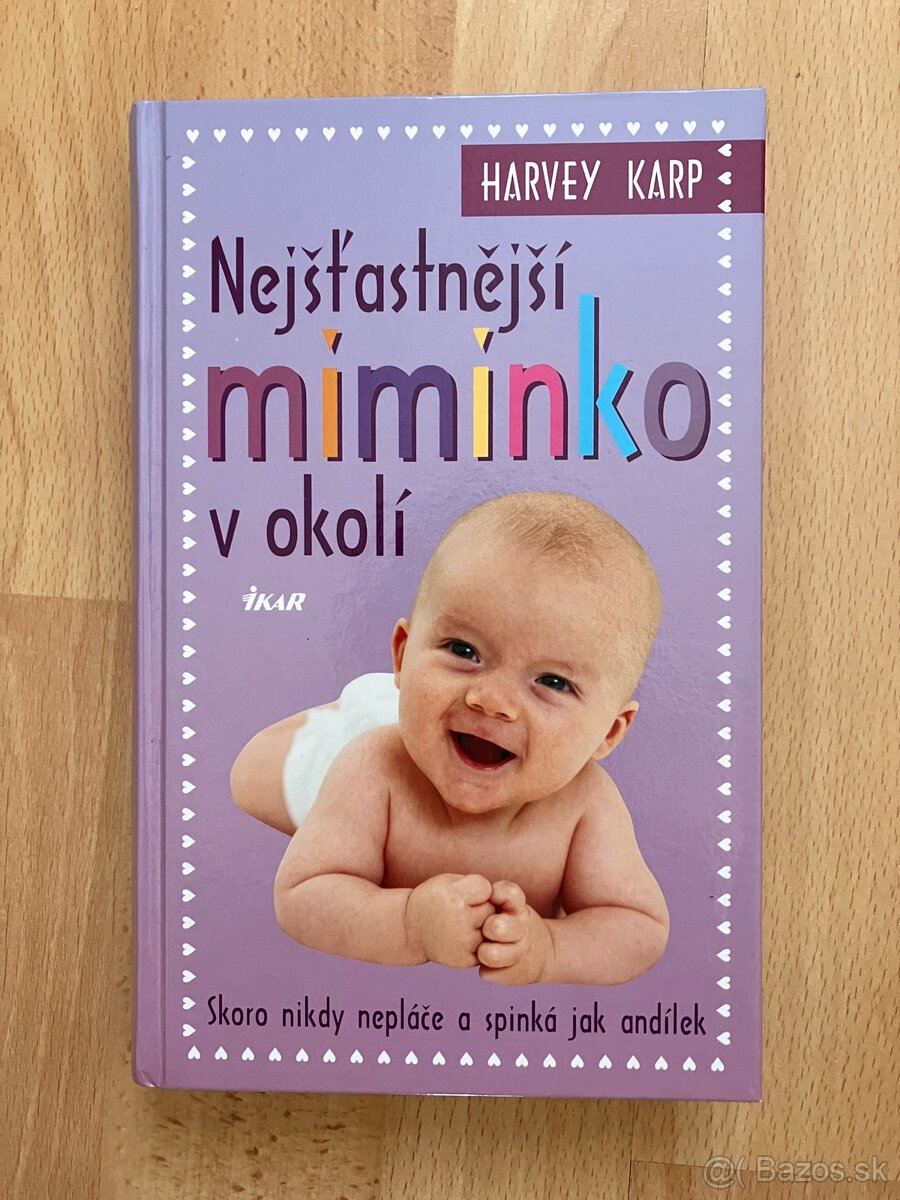 HARVEY KARP
Nejšťastnější
miminko
v okolí
iKAR
Skoro nikdy nepláče a spinká jak andílek
@( Bazos.sk